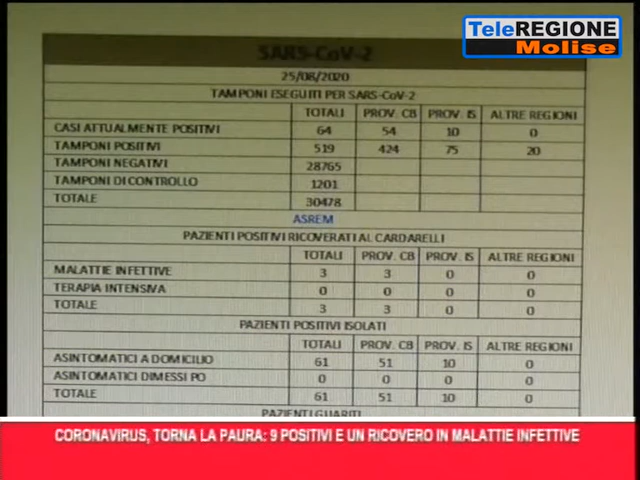 TeleREGIONE
Molise
SARS-CoV-2
25/08/2020
TAMPONI ESEGUITI PER SARS-CoV-2
TOTALI PROV. CB PROV. IS ALTRE REGIONI
CASI ATTUALMENTE POSITIVI 64 54 10 0
TAMPONI POSITIVI 519 424 75 20
TAMPONI NEGATIVI 28765
TAMPONI DI CONTROLLO 1201
TOTALE 30478
ASREM
PAZIENTI POSITIVI RICOVERATI AL CARDARELLI
TOTALI PROV. CB PROV. IS ALTRE REGIONI
MALATTIE INFETTIVE 3 3 0 0
TERAPIA INTENSIVA 0 0 0 0
TOTALE 3 3 0 0
PAZIENTI POSITIVI ISOLATI
TOTALI PROV. CB PROV. IS ALTRE REGIONI
ASINTOMATICI A DOMICILIO 61 51 10 0
ASINTOMATICI DIMESSI PO 0 0 0 0
TOTALE 61 51 10 0
PAZIENTI GUARITI
CORONAVIRUS, TORNA LA PAURA: 9 POSITIVI E UN RICOVERO IN MALATTIE INFETTIVE